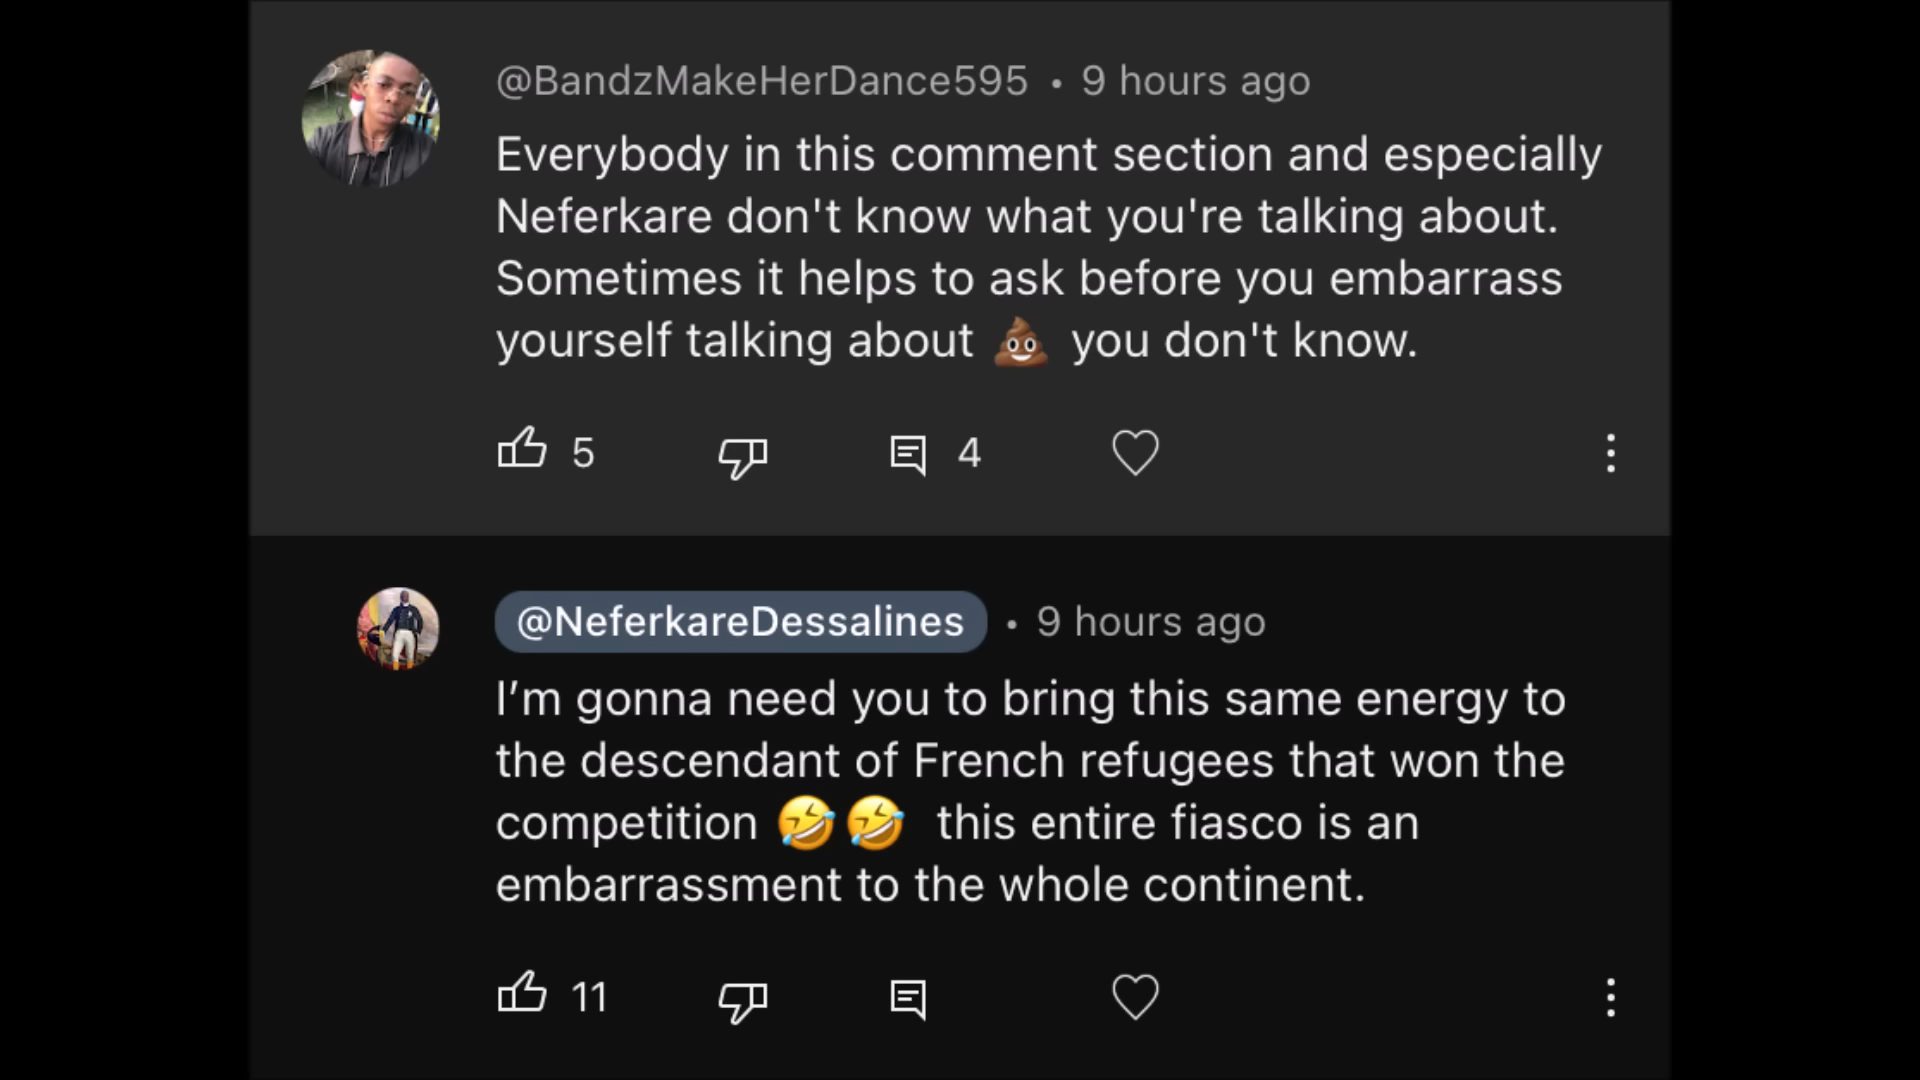 @BandzMakeHerDance595 • 9 hours ago
Everybody in this comment section and especially
Neferkare don't know what you're talking about.
Sometimes it helps to ask before you embarrass
yourself talking about 💩 you don't know.
5 4
@NeferkareDessalines • 9 hours ago
I’m gonna need you to bring this same energy to
the descendant of French refugees that won the
competition 🤣🤣 this entire fiasco is an
embarrassment to the whole continent.
11